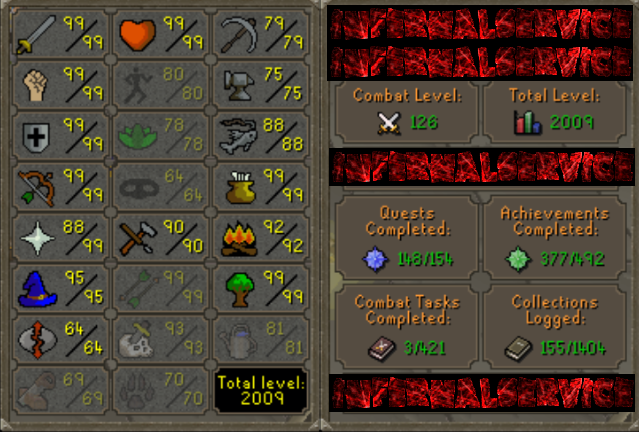 99/99 99/99 79/79
99/99 80/80 75/75
99/99 78/78 88/88
99/99 64/64 99/99
88/99 90/90 92/92
95/95 99/99 99/99
64/64 93/93 81/81
69/69 70/70 Total level:
2009
INFERNALSERVICE
INFERNALSERVICE
Combat Level: Total Level:
126 2009
INFERNALSERVICE
Quests Achievements
Completed: Completed:
148/154 377/492
Combat Tasks Collections
Completed: Logged:
3/421 155/1404
INFERNALSERVICE